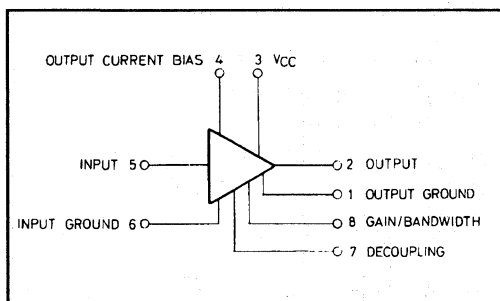 OUTPUT CURRENT BIAS 4 3 VCC
INPUT 5 2 OUTPUT
1 OUTPUT GROUND
INPUT GROUND 6 8 GAIN/BANDWIDTH
7 DECOUPLING